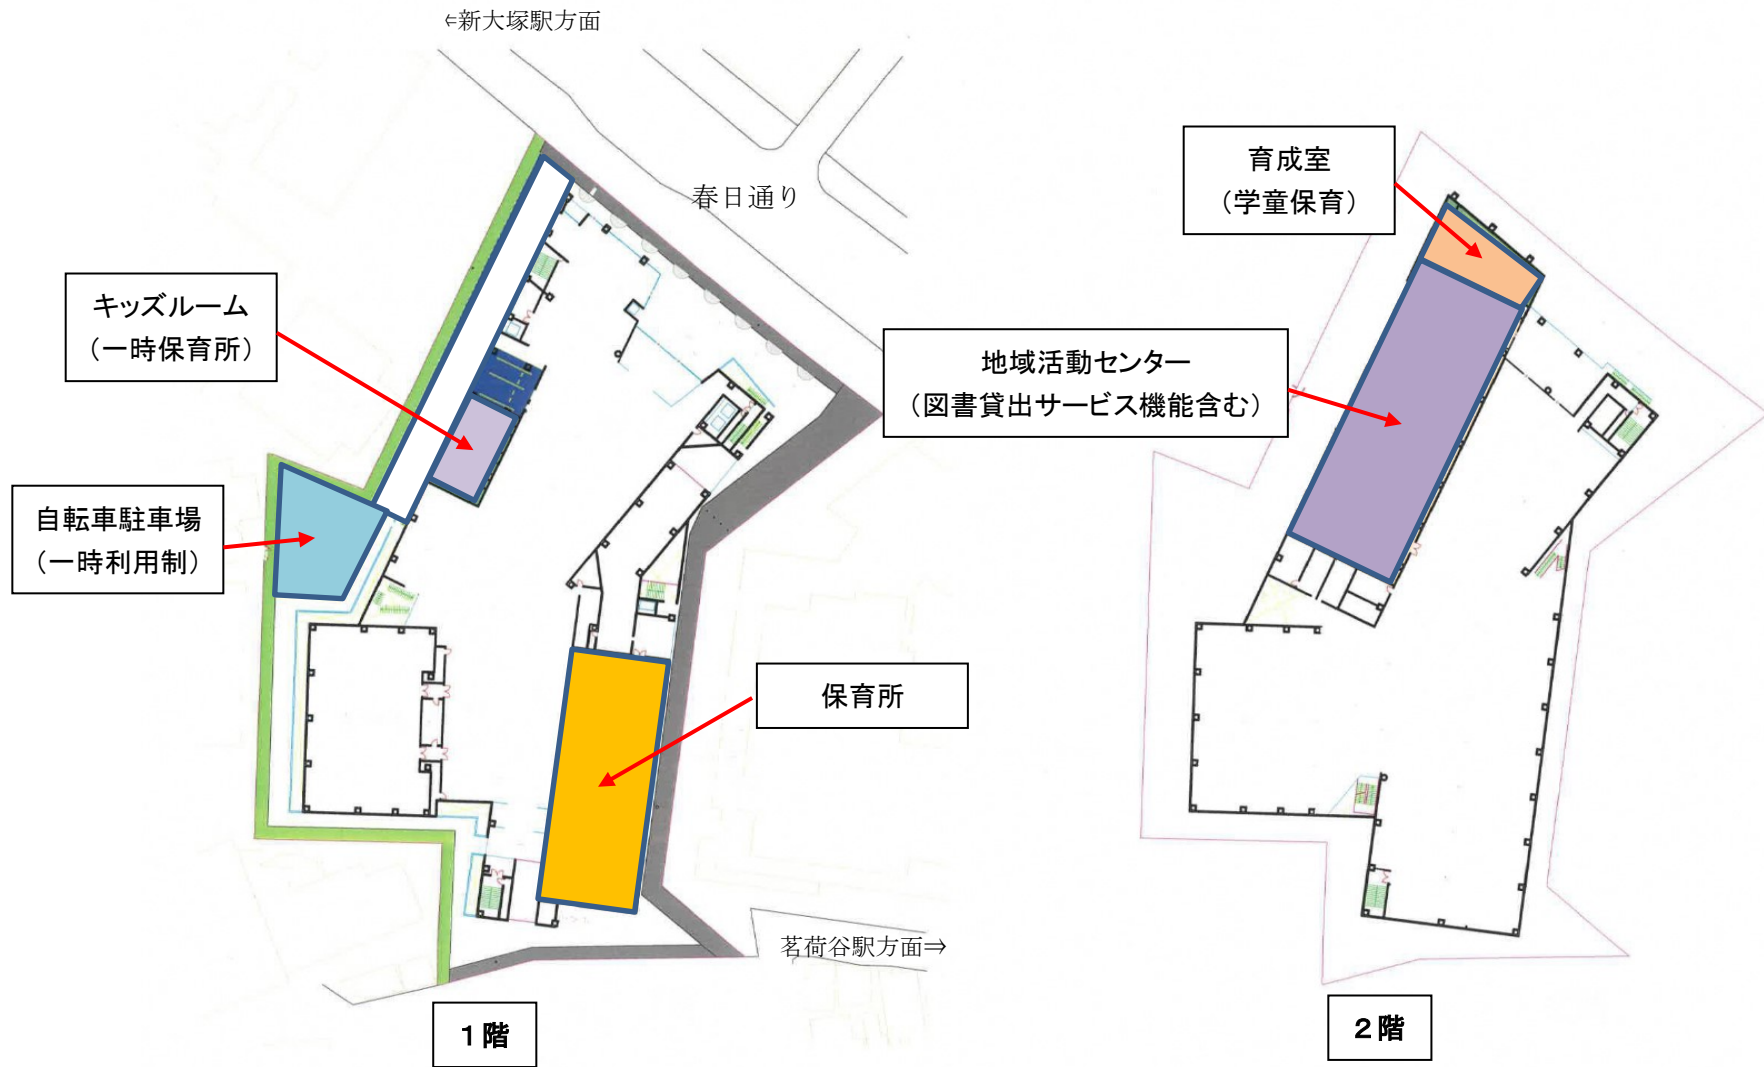 ⇐新大塚駅方面
春日通り
キッズルーム
（一時保育所）
自転車駐車場
（一時利用制）
保育所
茗荷谷駅方面⇒
1階
育成室
（学童保育）
地域活動センター
（図書貸出サービス機能含む）
2階